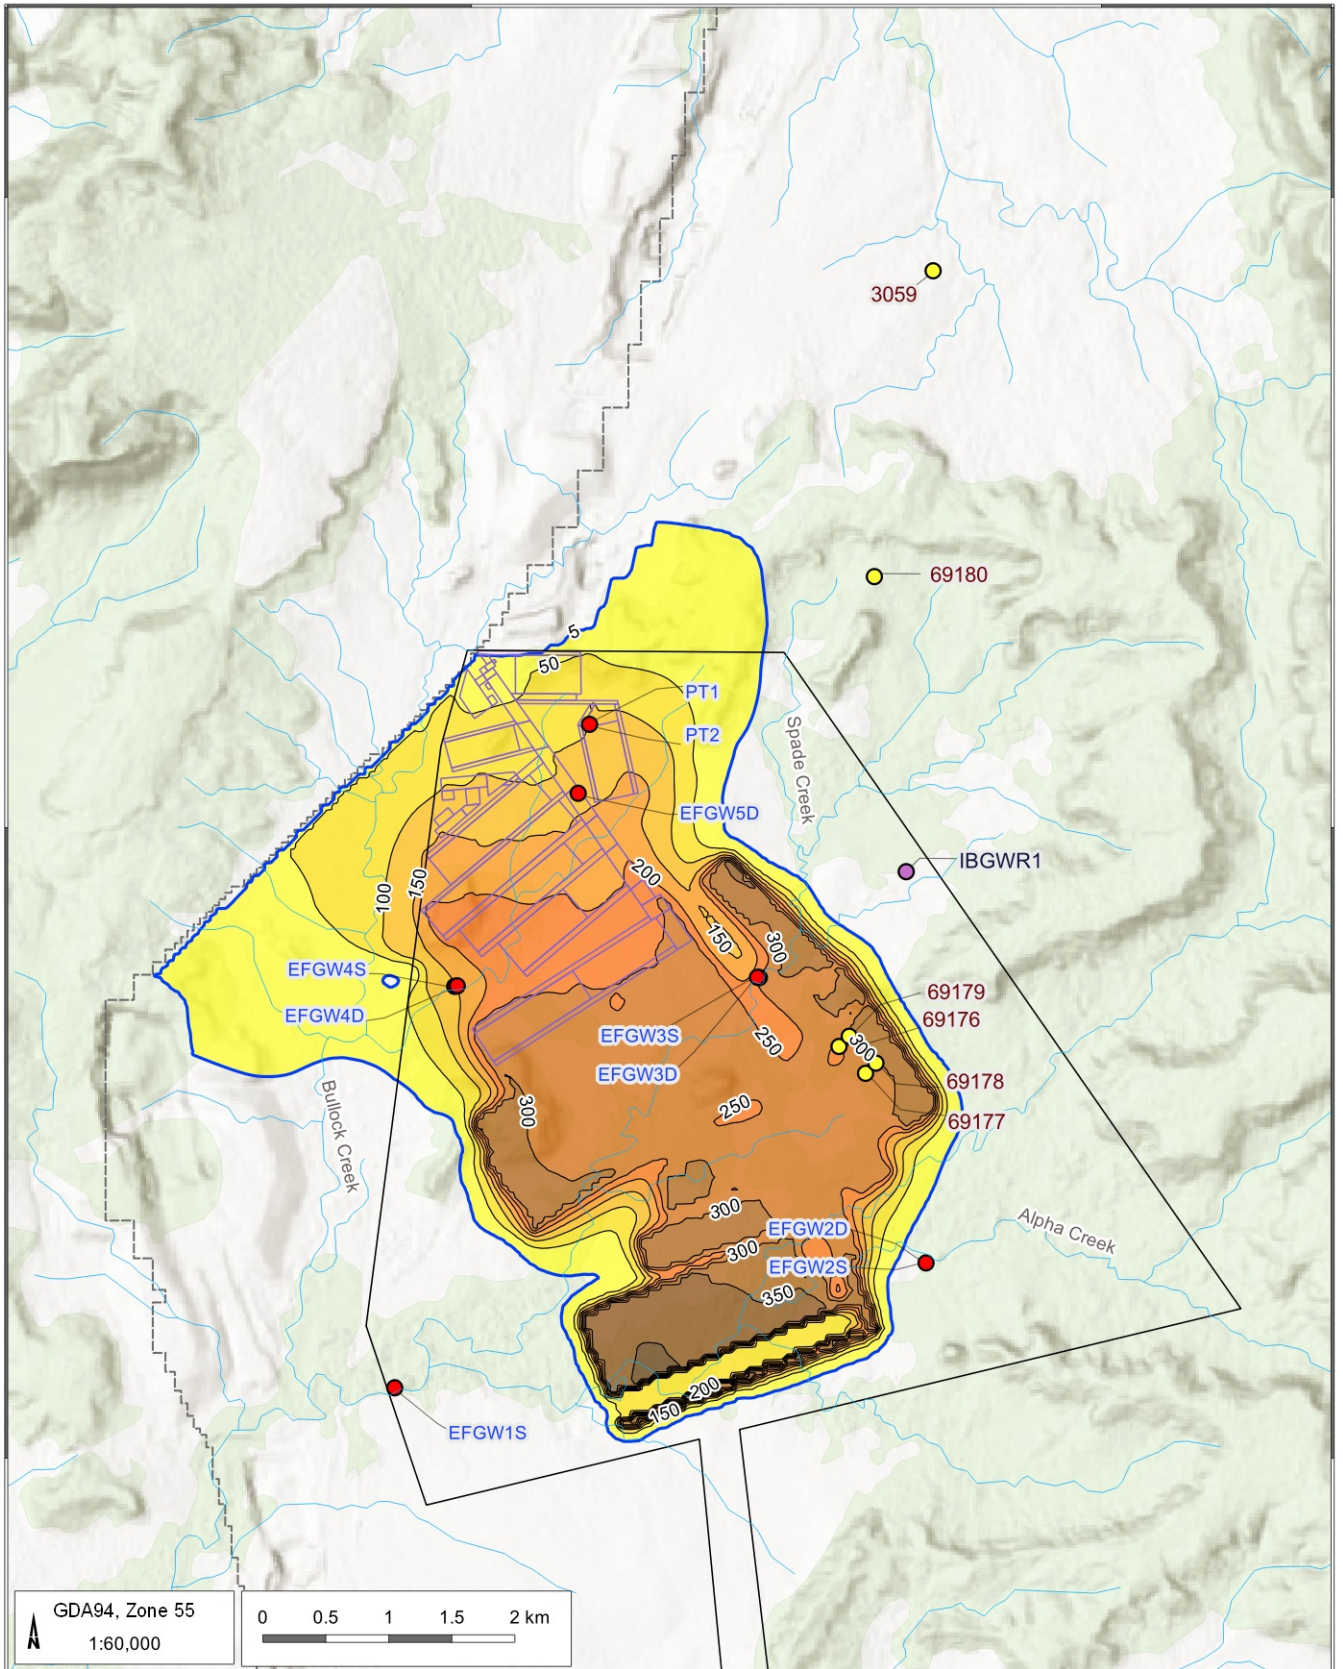 3059
69180
5
50
PT1
PT2
Spade Creek
EFGW5D
IBGWR1
200
150
100
150
300
EFGW4S
EFGW4D
69179
69176
EFGW3S
250
300
EFGW3D
69178
69177
300
250
Bullock Creek
300
EFGW2D
Alpha Creek
300
EFGW2S
350
200
150
EFGW1S
GDA94, Zone 55
1:60,000
N
0 0.5 1 1.5 2 km